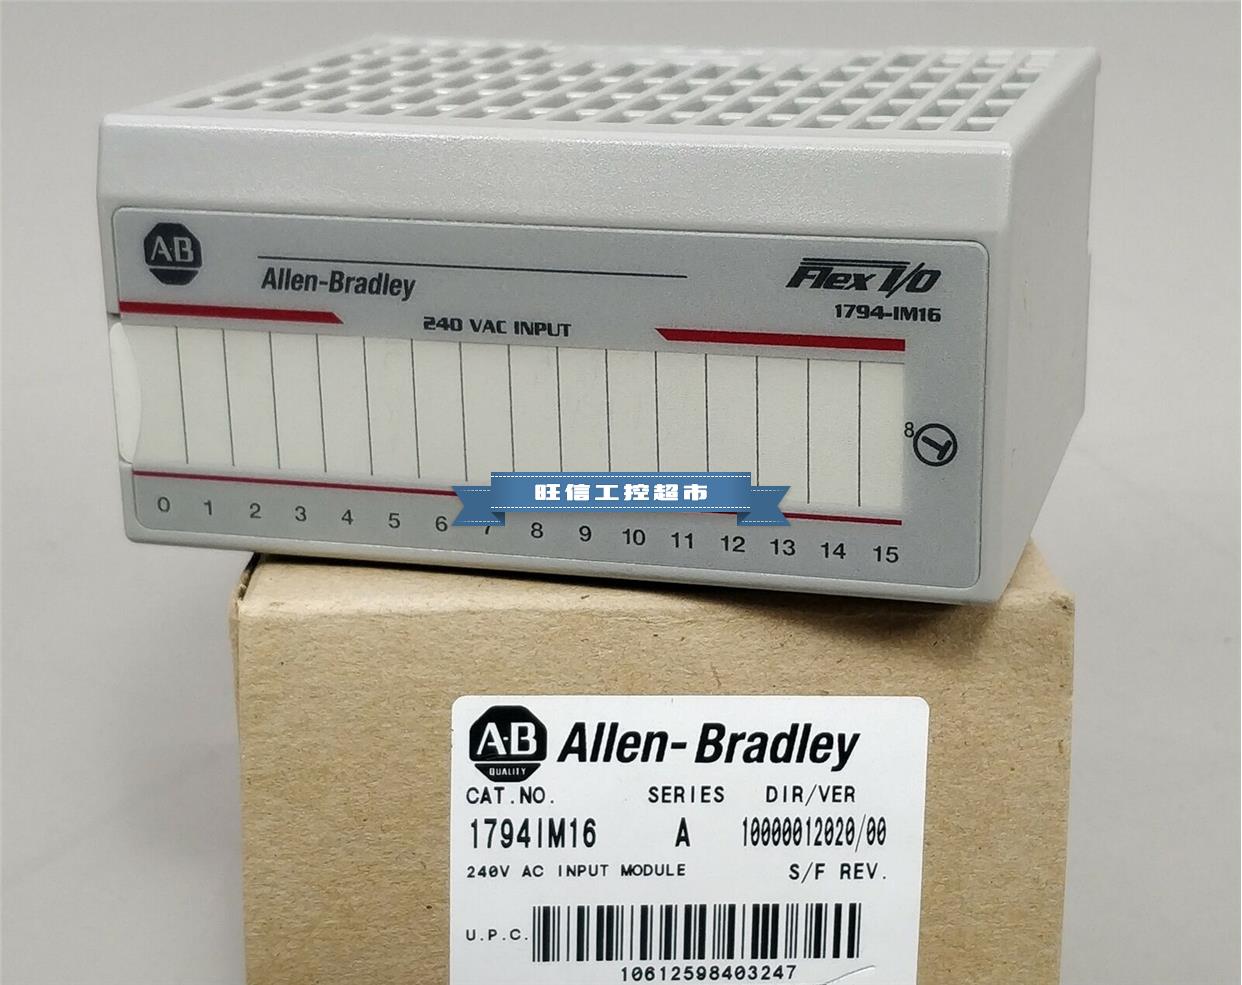 A·B
Allen-Bradley
Flex I/O
1794-IM16
240 VAC INPUT
8
旺信工控超市
0 1 2 3 4 5 6 7 8 9 10 11 12 13 14 15
A·B
QUALITY
Allen-Bradley
CAT.NO. SERIES DIR/VER
1794IM16 A 10000012020/00
240V AC INPUT MODULE S/F REV.
U.P.C.
10612598403247